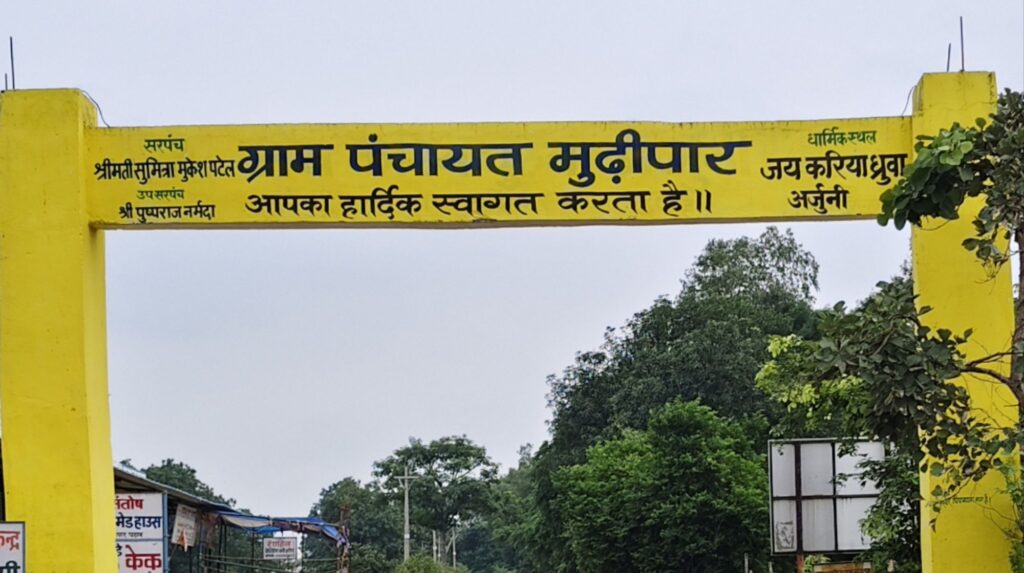 सरपंच
श्रीमती सुमित्रा मुकेश पटेल
उप सरपंच
श्री पुष्पराज नर्मदा
ग्राम पंचायत मुढ़ीपार
आपका हार्दिक स्वागत करता है॥
धार्मिक स्थल
जय करिया ध्रुवा
अर्जुनी
मेड हाउस
केक